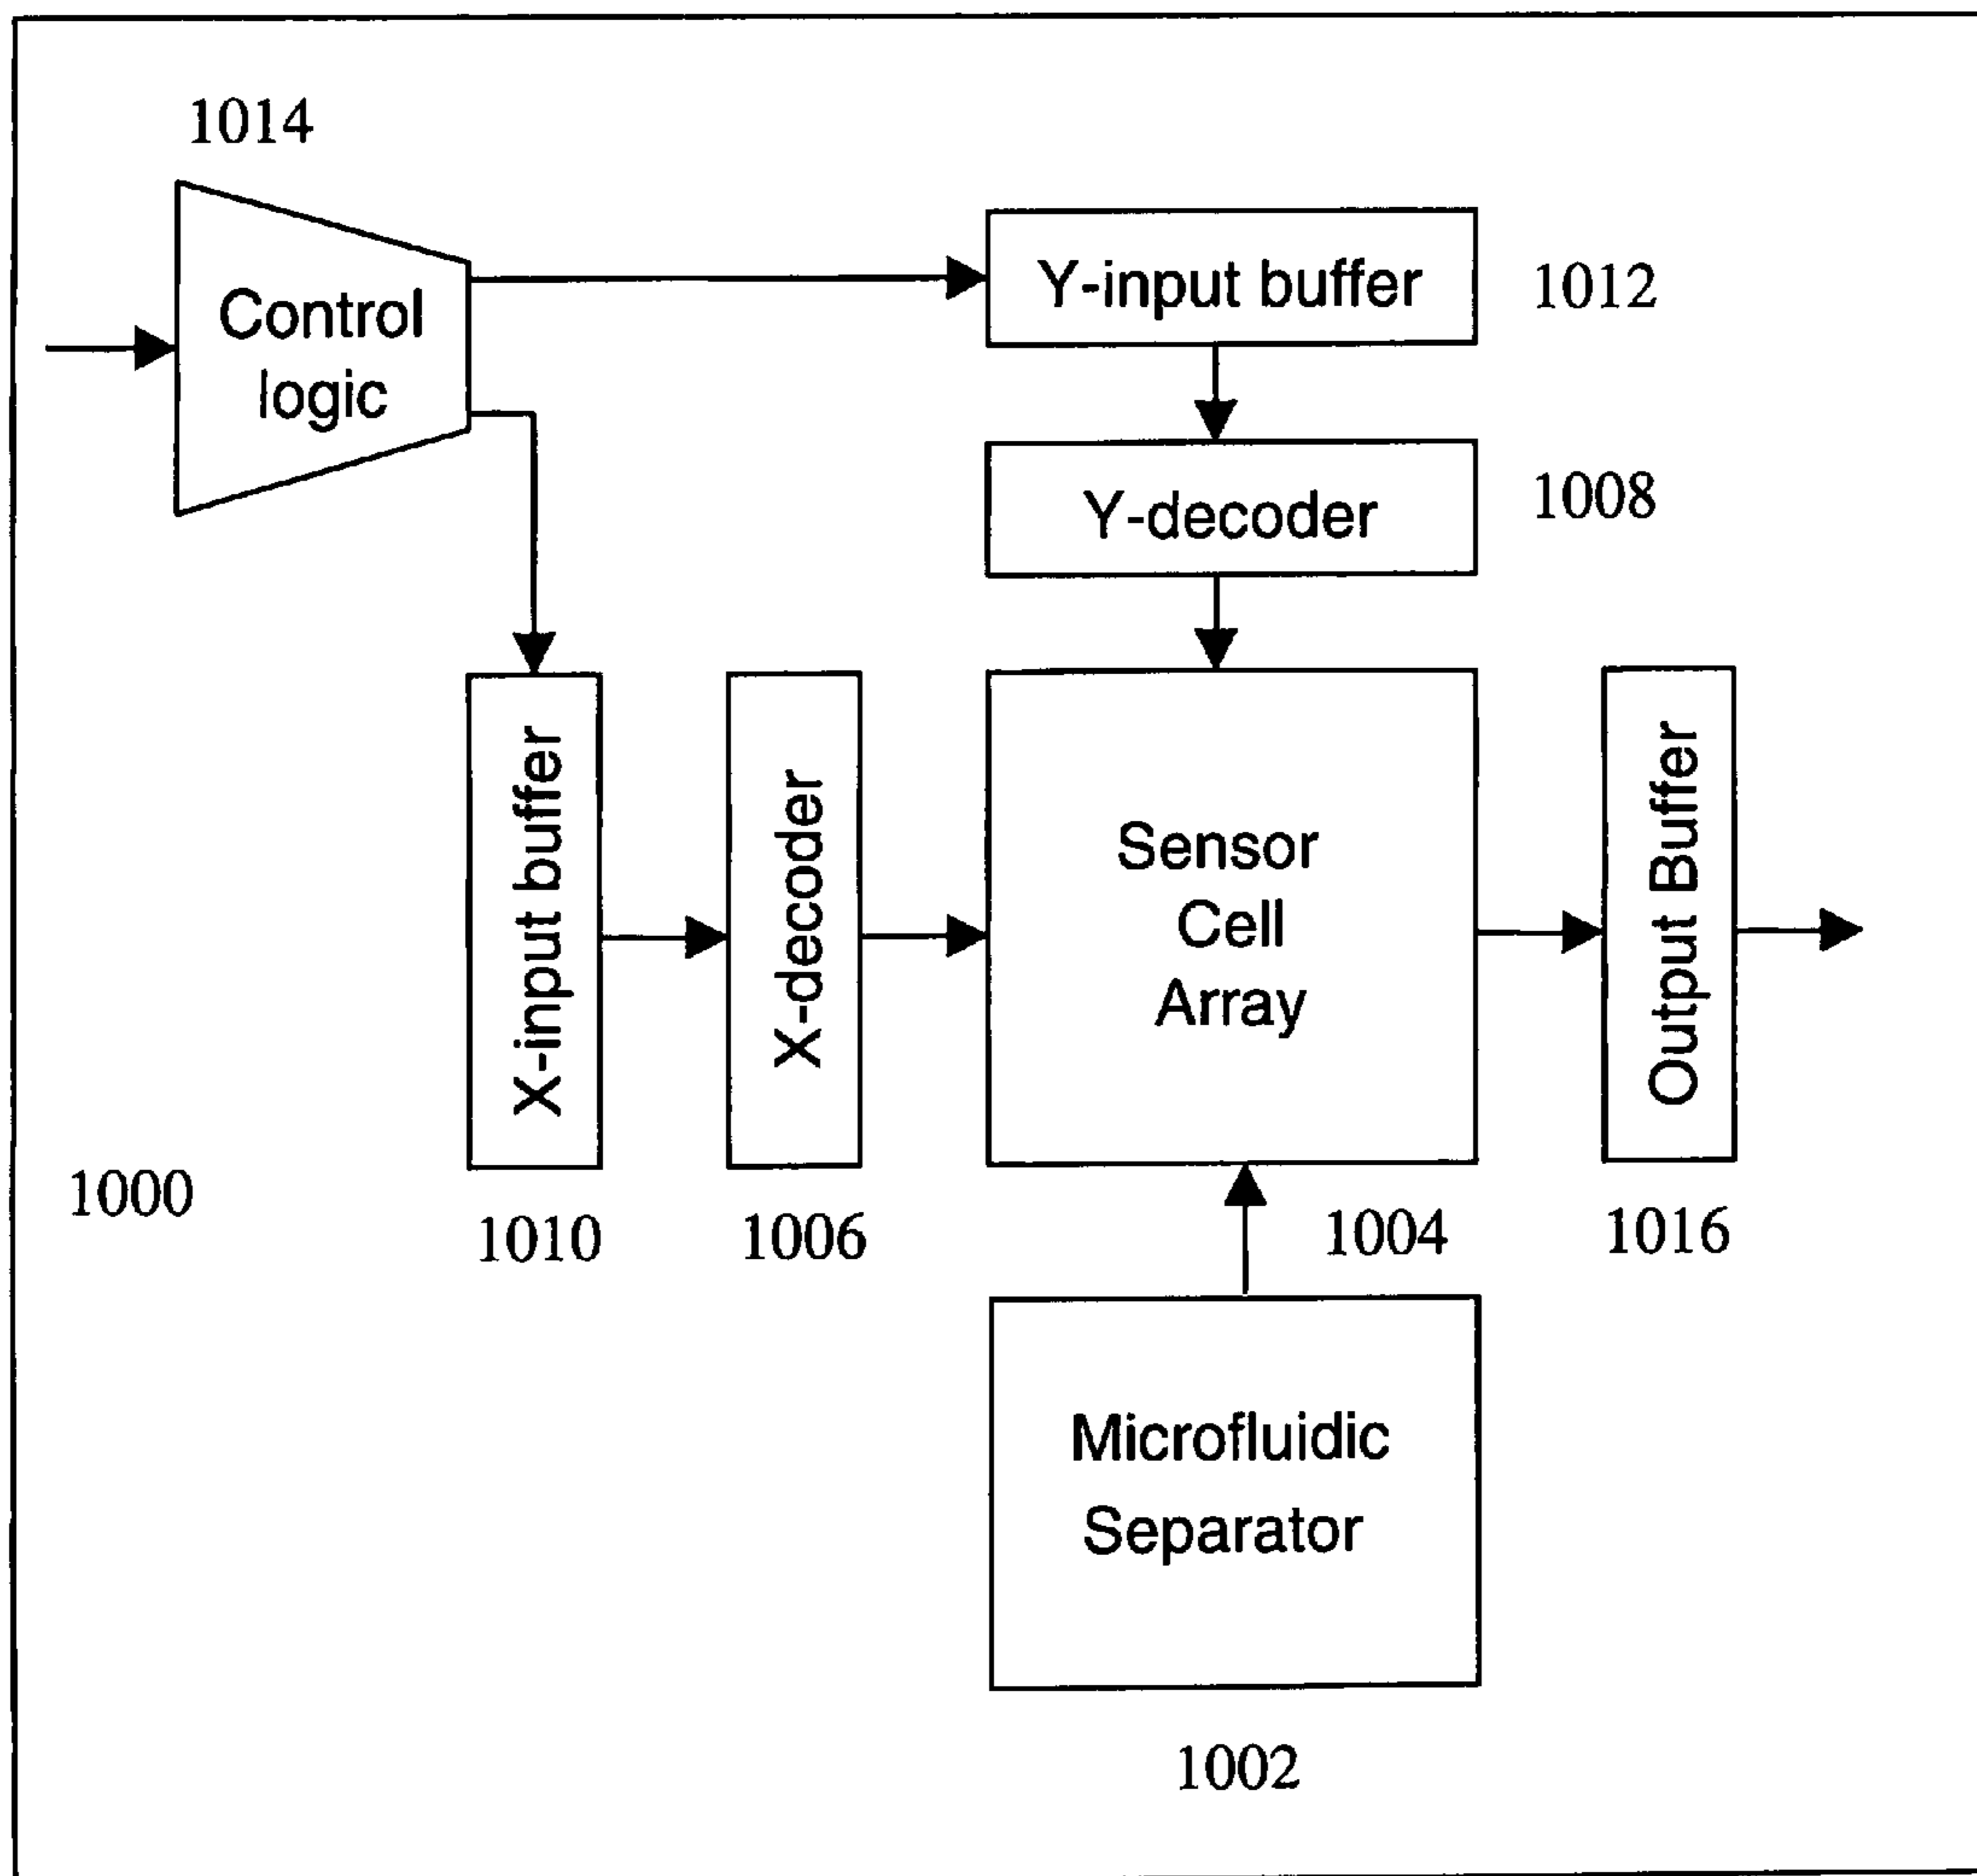 1014
Control
logic
Y-input buffer
1012
Y-decoder
1008
X-input buffer
X-decoder
Sensor
Cell
Array
Output Buffer
1000
1010
1006
1004
1016
Microfluidic
Separator
1002